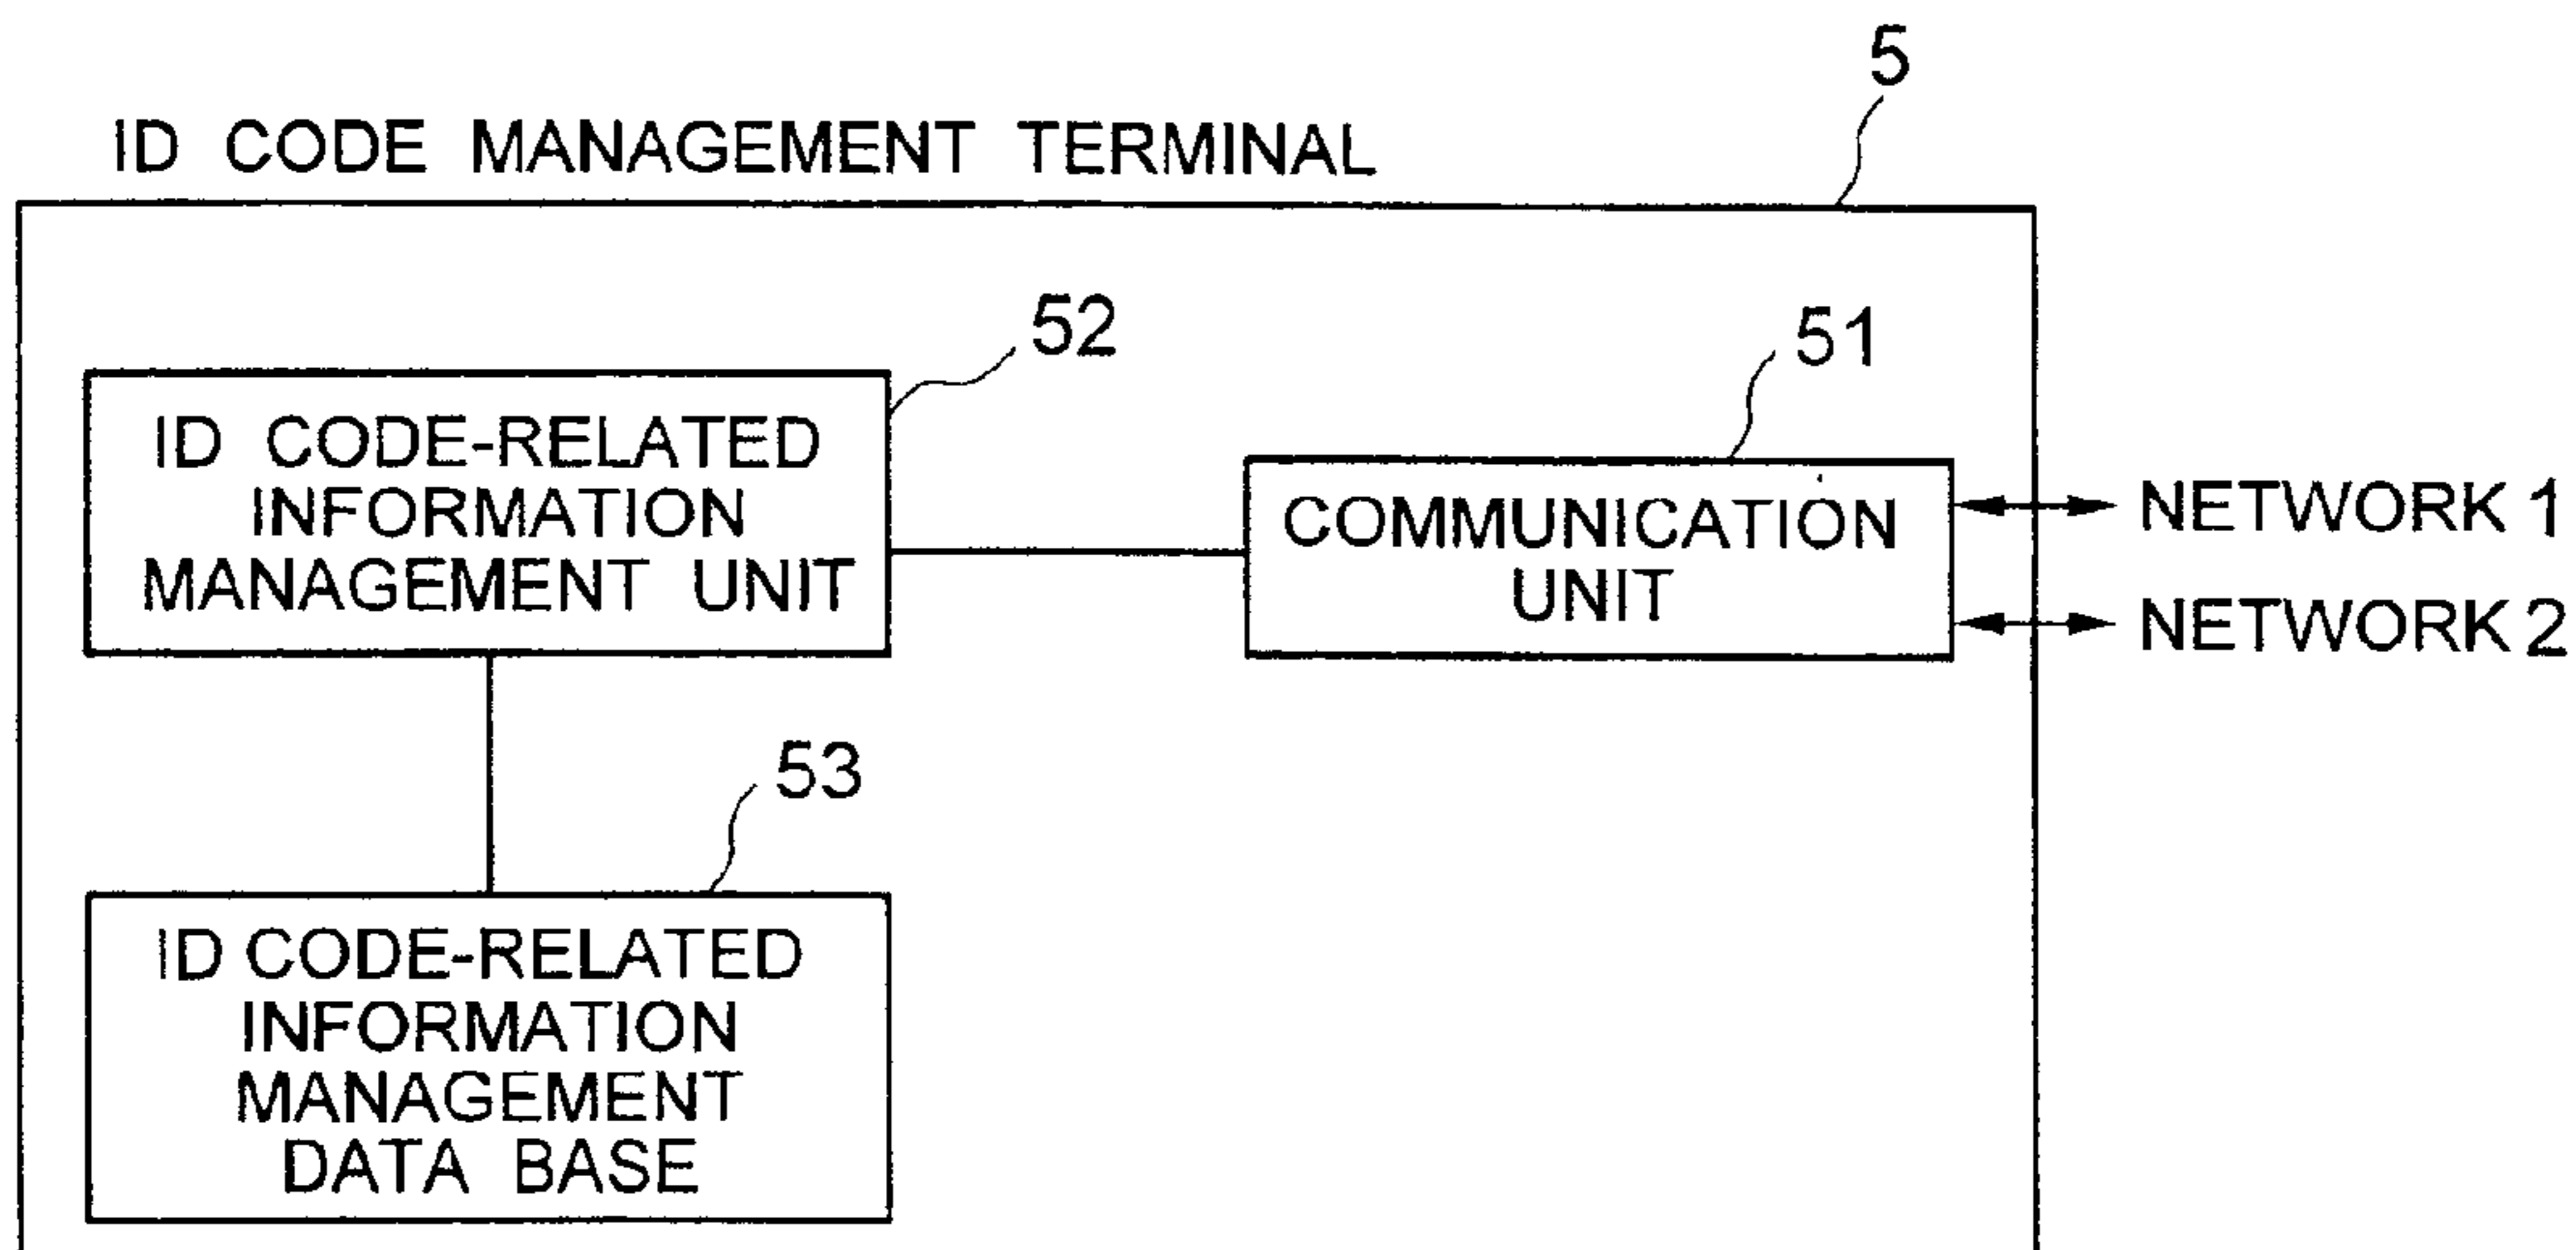 5
ID CODE MANAGEMENT TERMINAL
52
51
ID CODE-RELATED
INFORMATION
MANAGEMENT UNIT
COMMUNICATION
UNIT
NETWORK 1
NETWORK 2
53
ID CODE-RELATED
INFORMATION
MANAGEMENT
DATA BASE